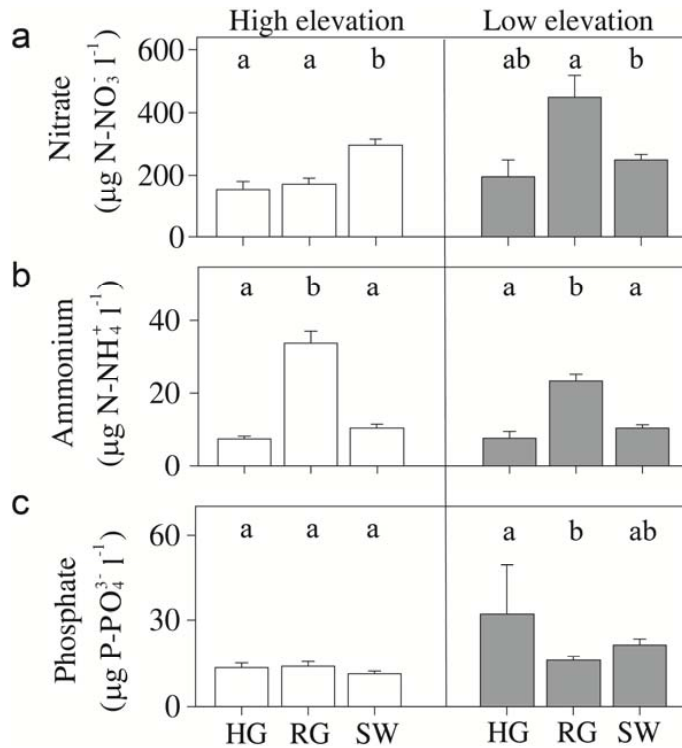 High elevation Low elevation
a
Nitrate
(µg N-NO₃⁻ l⁻¹)
600
400
200
0
a a b ab a b
b
Ammonium
(µg N-NH₄⁺ l⁻¹)
40
20
0
a b a a b a
c
Phosphate
(µg P-PO₄³⁻ l⁻¹)
60
30
0
a a a a b ab
HG RG SW HG RG SW